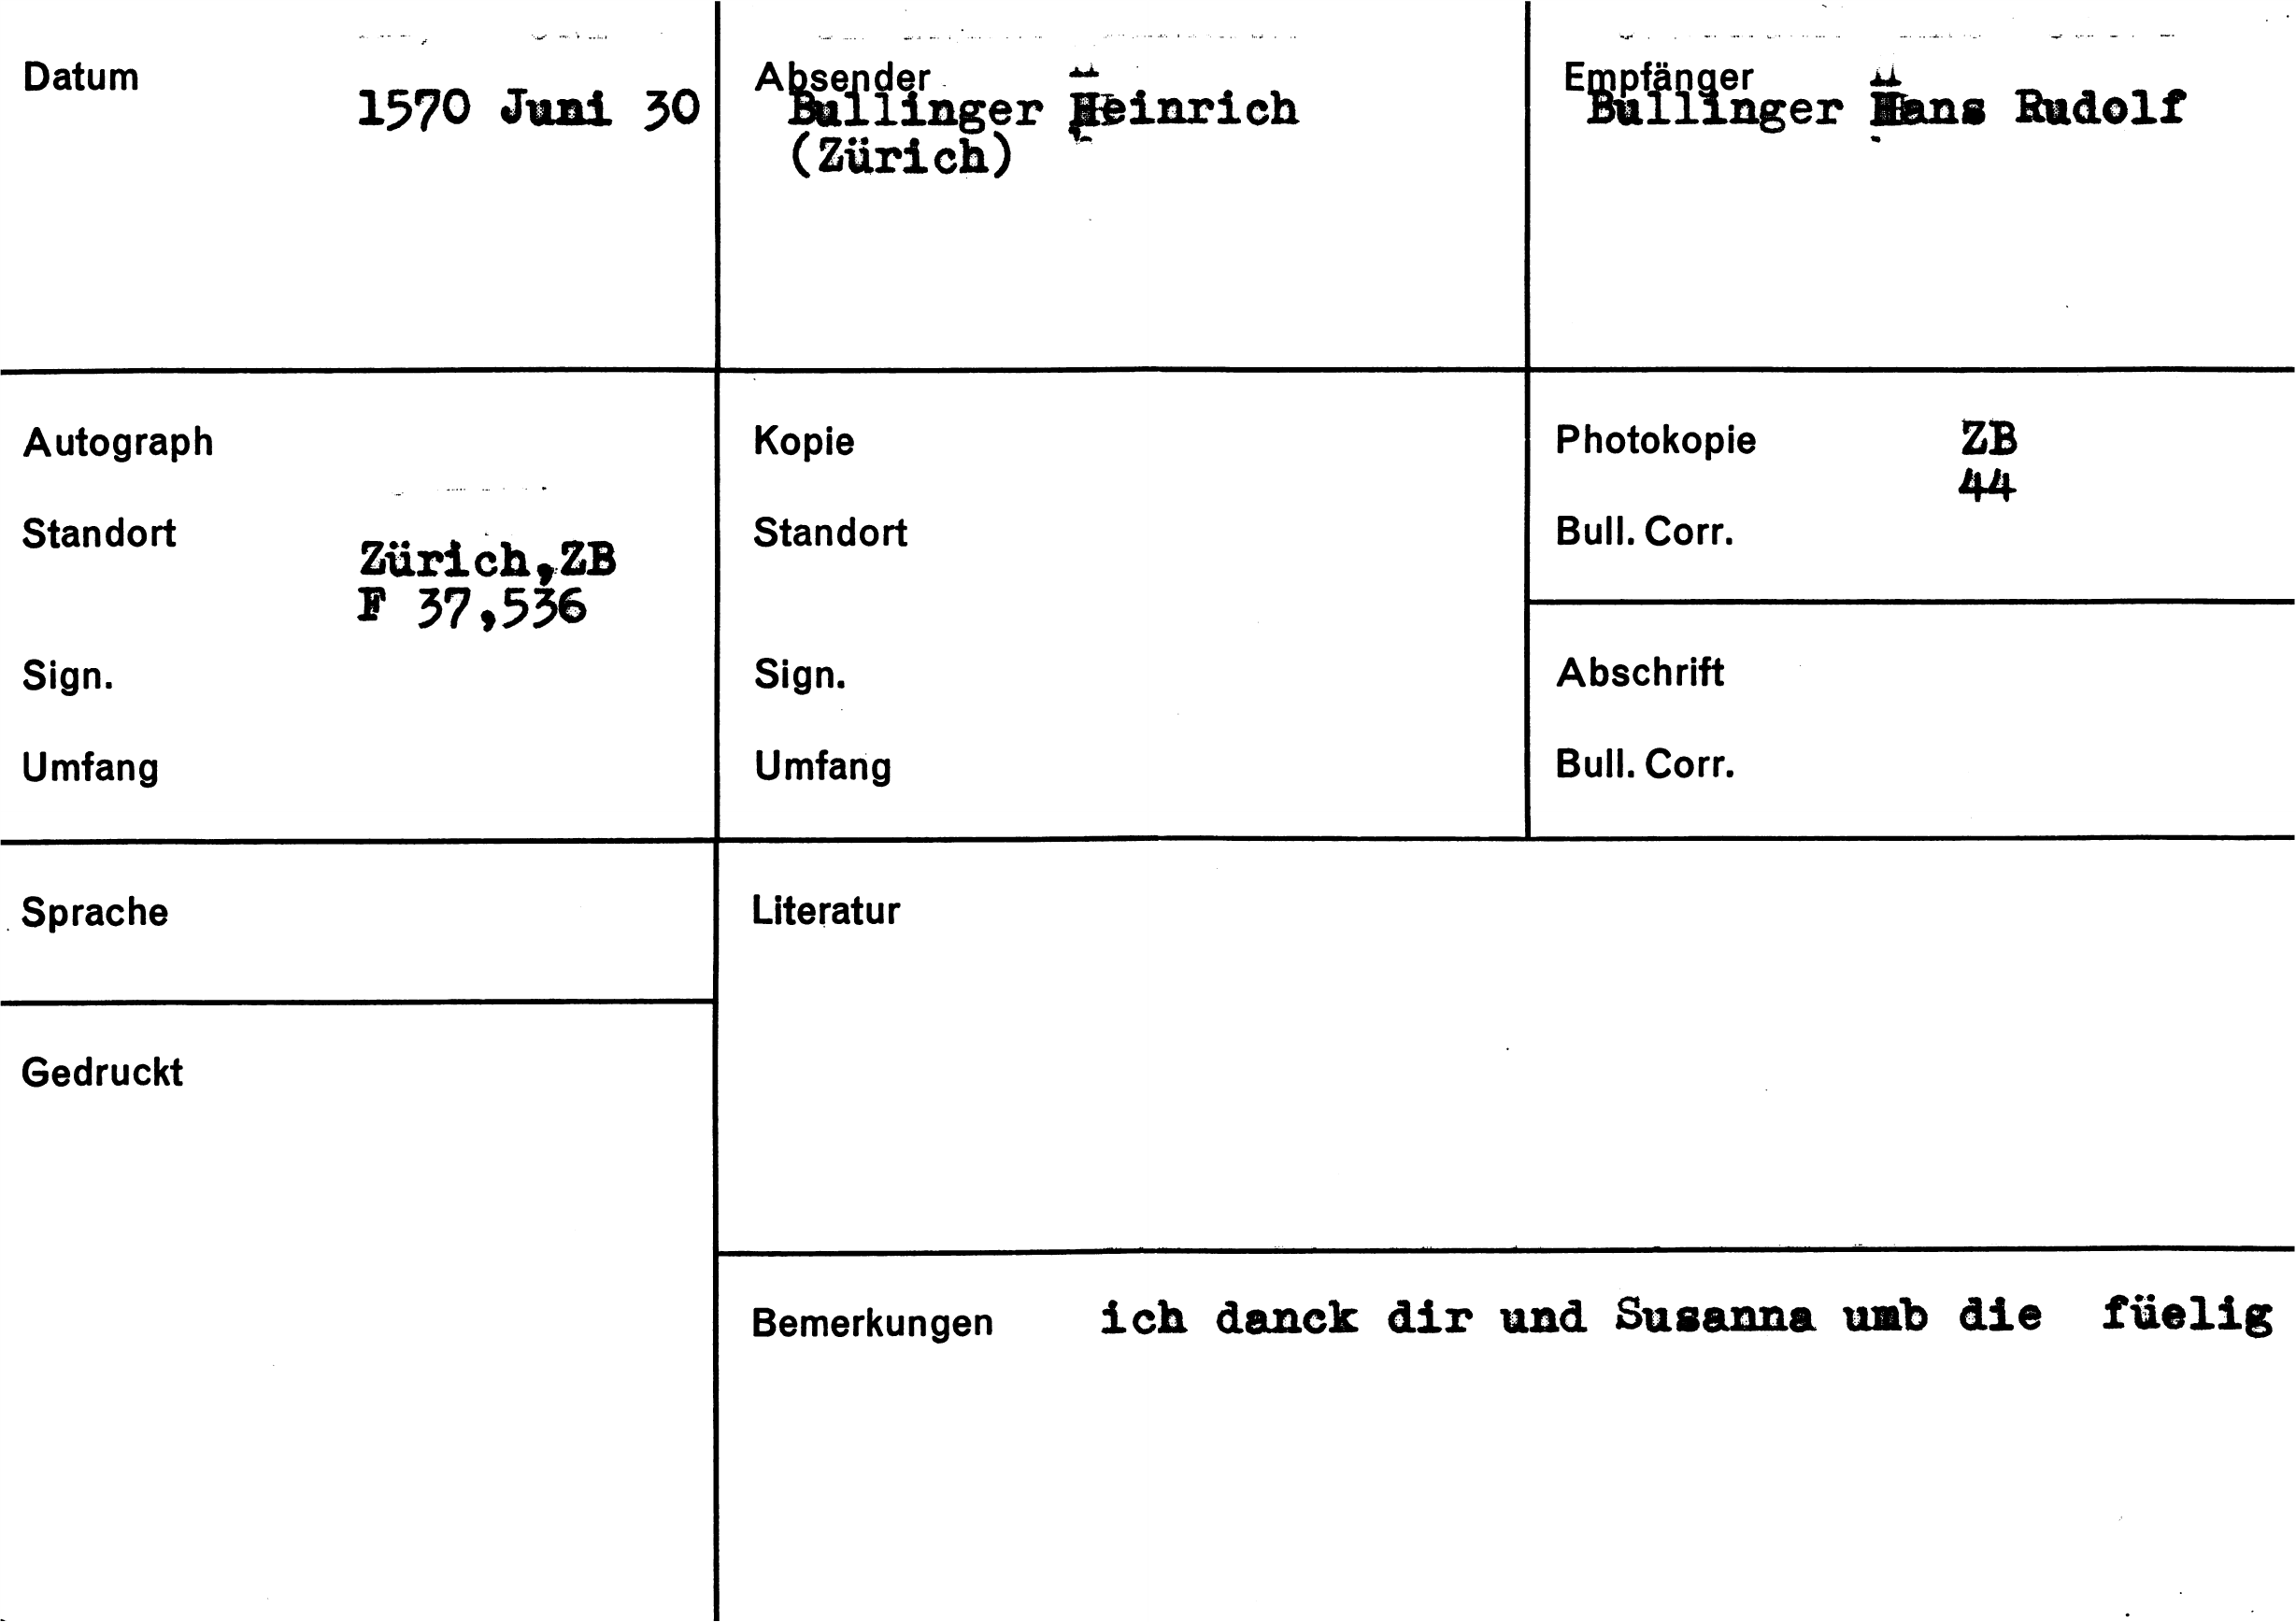 Datum
1570 Juni 30
Absender
Bullinger Heinrich
(Zürich)
Empfänger
Bullinger Hans Rudolf
Autograph
Standort
Zürich,ZB
F 37,536
Sign.
Umfang
Kopie
Standort
Sign.
Umfang
Photokopie
ZB
44
Bull. Corr.
Abschrift
Bull. Corr.
Sprache
Gedruckt
Literatur
Bemerkungen ich danck dir und Susanna umb die füelig